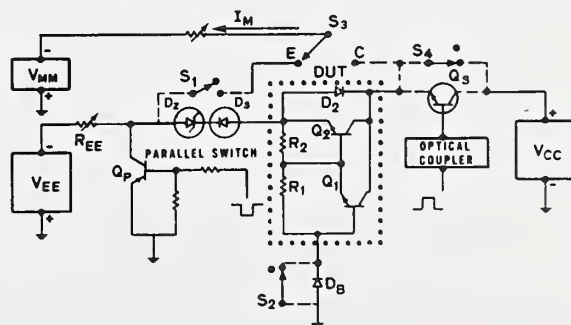 I_M
S_3
E
C
S_4
DUT
V_MM
- +
S_1
D_Z
D_S
D_2
Q_S
R_EE
PARALLEL SWITCH
Q_2
R_2
Q_1
R_1
OPTICAL COUPLER
V_CC
+ -
V_EE
- +
Q_P
S_2
D_B